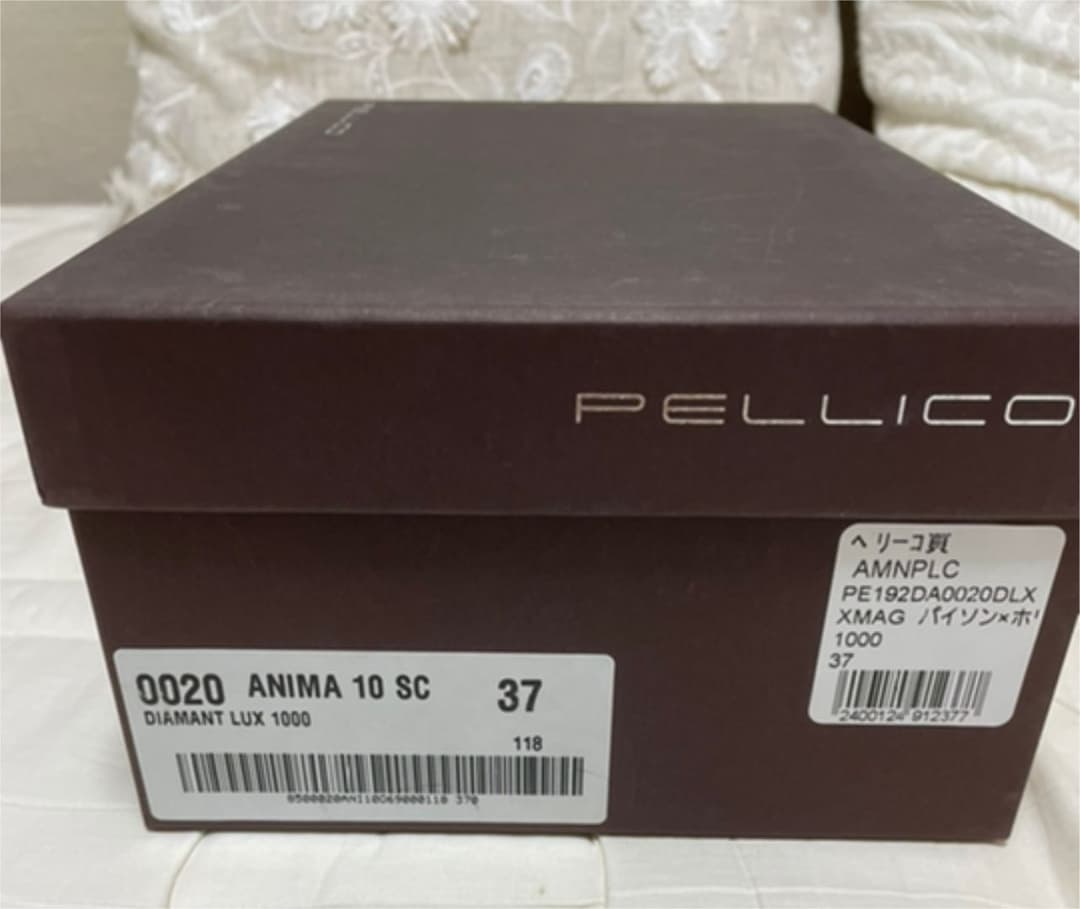 PELLICO
ヘリーコ頁
AMNPLC
PE192DA0020DLX
XMAG パイソン×ホ
1000
37
2400124 912377
0020 ANIMA 10 SC 37
DIAMANT LUX 1000
118